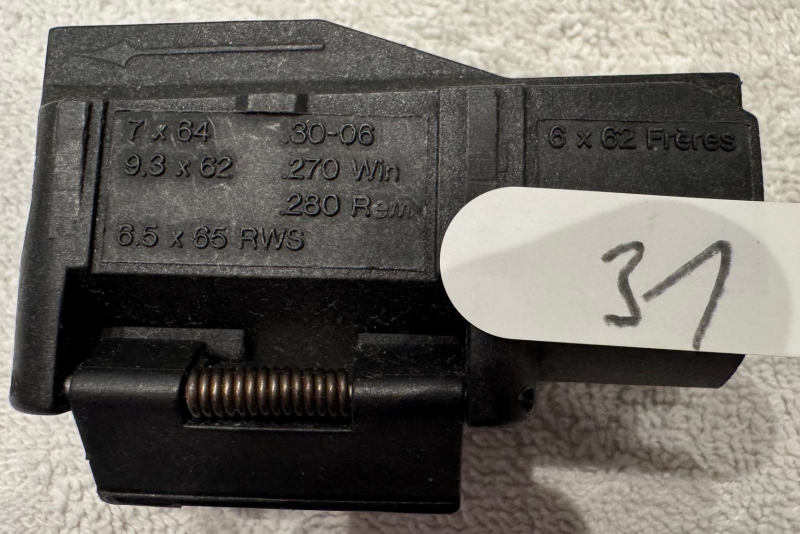 7 x 64 .30-06
9,3 x 62 .270 Win
.280 Rem
6.5 x 65 RWS
6 x 62 Frères
31